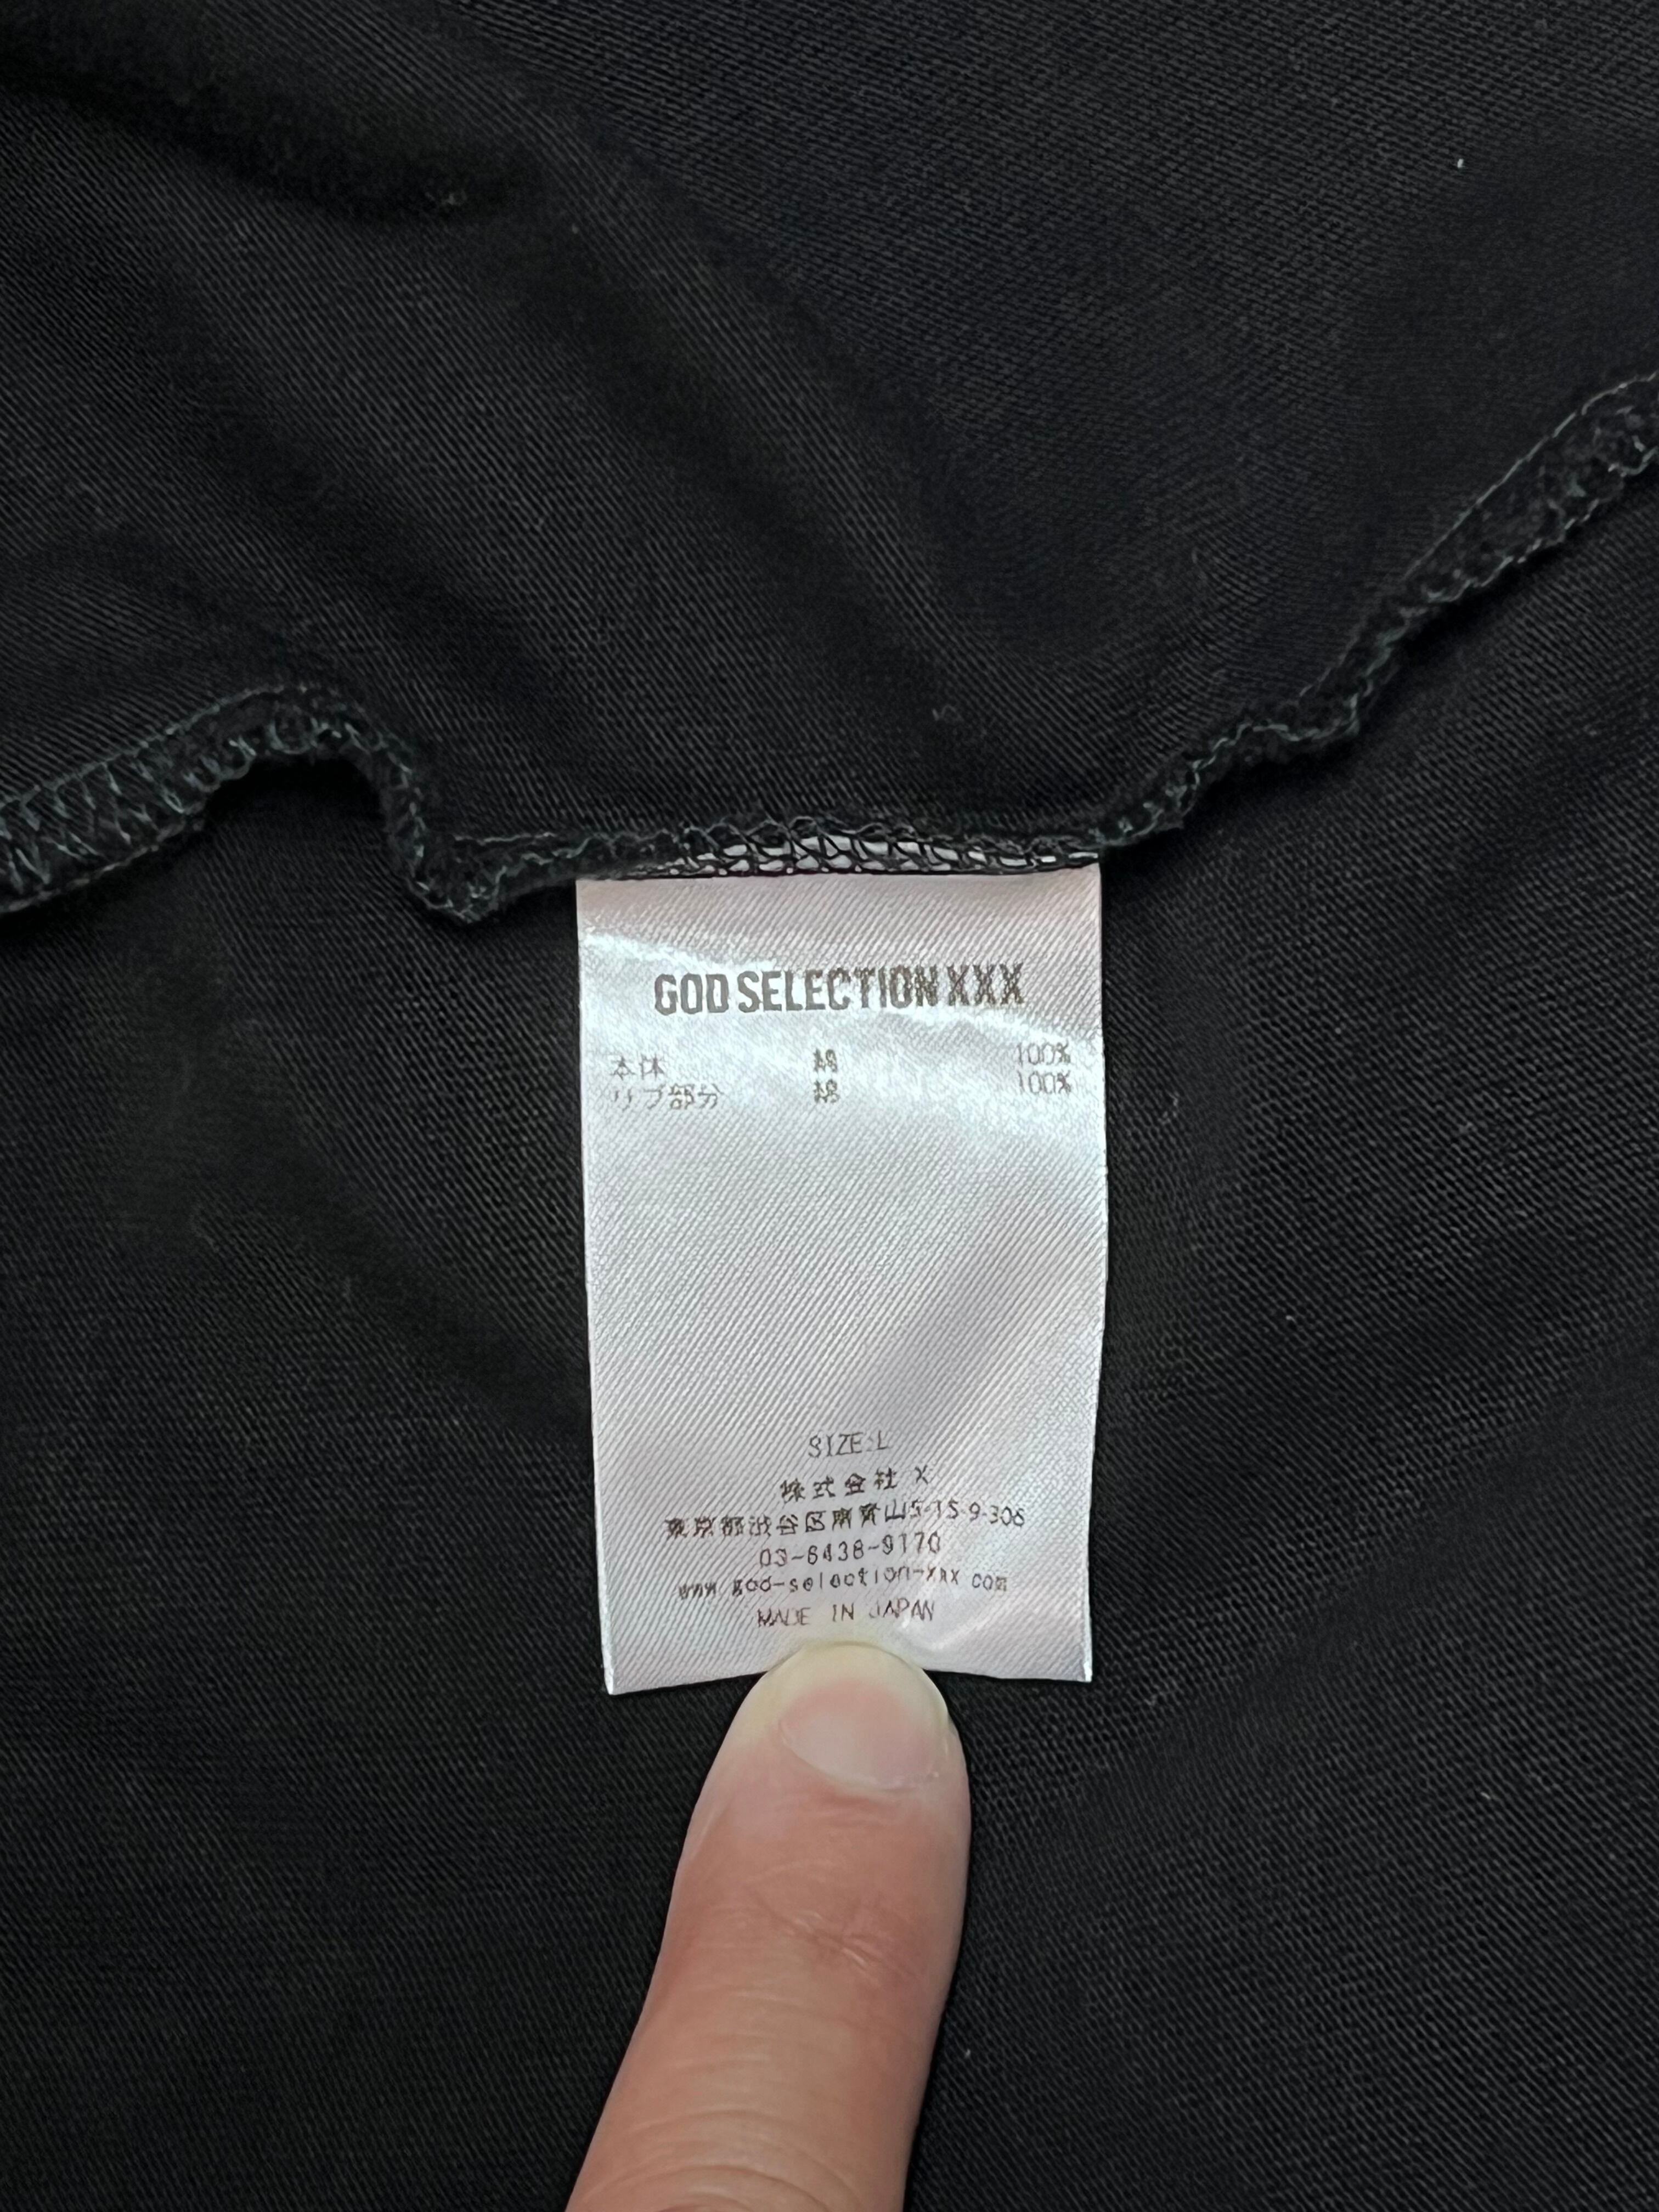 GOD SELECTION XXX
本体 綿 100%
リブ部分 綿 100%
SIZE:L
株式会社 X
東京都渋谷区南青山5-15-9-306
03-6438-9170
www.god-selection-xxx.com
MADE IN JAPAN